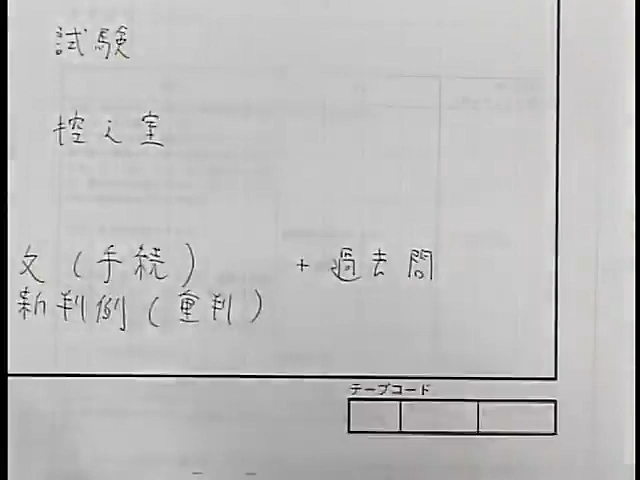 試験
控え室
文(手続) + 過去問
新判例(重判)
テープコード